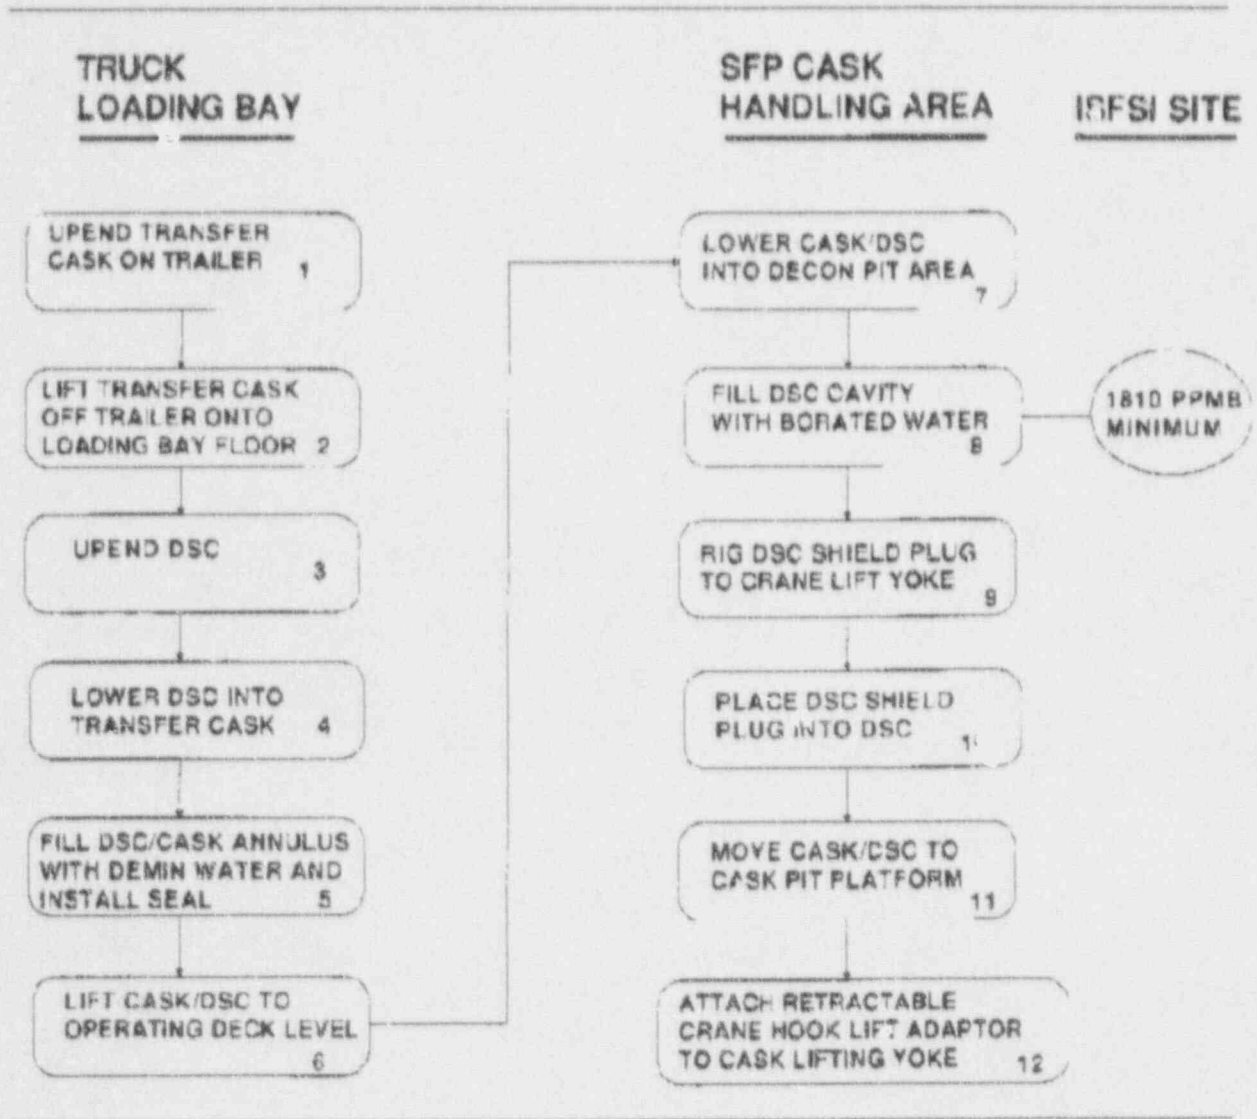 TRUCK
LOADING BAY
UPEND TRANSFER
CASK ON TRAILER 1
LIFT TRANSFER CASK
OFF TRAILER ONTO
LOADING BAY FLOOR 2
UPEND DSC
3
LOWER DSC INTO
TRANSFER CASK 4
FILL DSC/CASK ANNULUS
WITH DEMIN WATER AND
INSTALL SEAL 5
LIFT CASK/DSC TO
OPERATING DECK LEVEL
6
SFP CASK
HANDLING AREA
LOWER CASK/DSC
INTO DECON PIT AREA
7
FILL DSC CAVITY
WITH BORATED WATER
8
RIG DSC SHIELD PLUG
TO CRANE LIFT YOKE
9
PLACE DSC SHIELD
PLUG INTO DSC
MOVE CASK/DSC TO
CASK PIT PLATFORM
11
ATTACH RETRACTABLE
CRANE HOOK LIFT ADAPTOR
TO CASK LIFTING YOKE 12
ISFSI SITE
1810 PPMB
MINIMUM